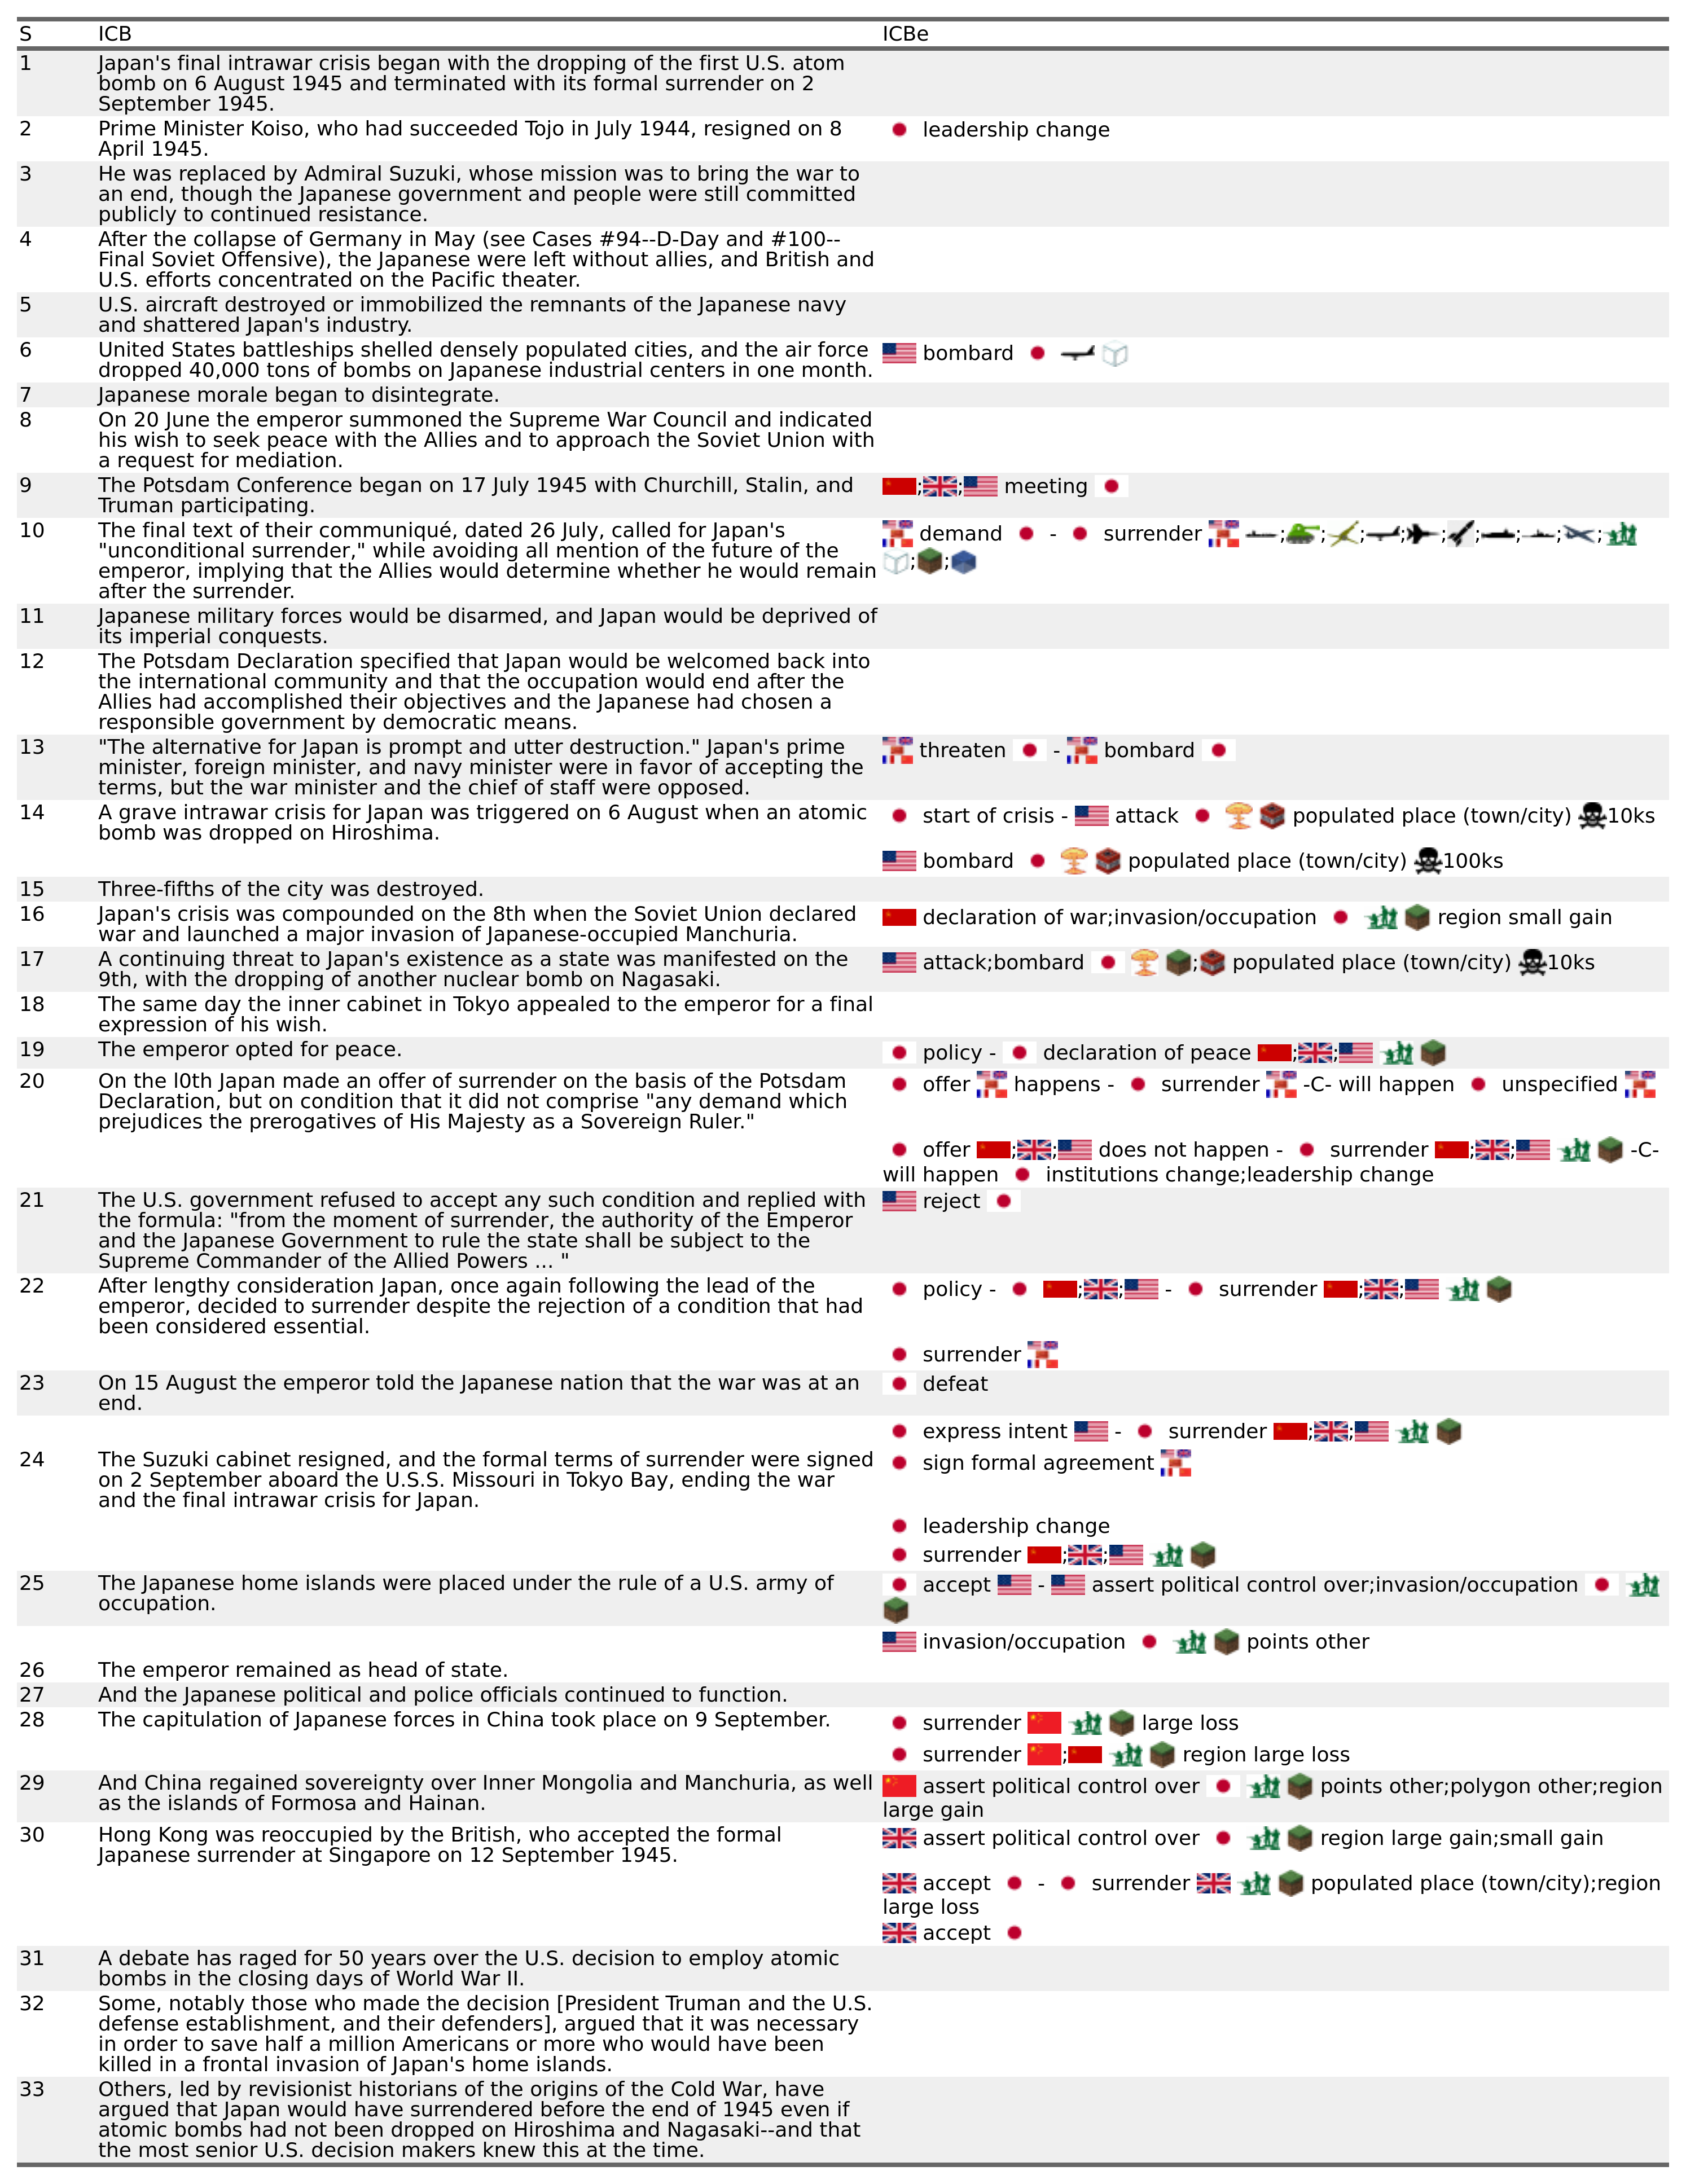 S ICB ICBe
1 Japan's final intrawar crisis began with the dropping of the first U.S. atom
bomb on 6 August 1945 and terminated with its formal surrender on 2
September 1945.
2 Prime Minister Koiso, who had succeeded Tojo in July 1944, resigned on 8 leadership change
April 1945.
3 He was replaced by Admiral Suzuki, whose mission was to bring the war to
an end, though the Japanese government and people were still committed
publicly to continued resistance.
4 After the collapse of Germany in May (see Cases #94--D-Day and #100--
Final Soviet Offensive), the Japanese were left without allies, and British and
U.S. efforts concentrated on the Pacific theater.
5 U.S. aircraft destroyed or immobilized the remnants of the Japanese navy
and shattered Japan's industry.
6 United States battleships shelled densely populated cities, and the air force bombard
dropped 40,000 tons of bombs on Japanese industrial centers in one month.
7 Japanese morale began to disintegrate.
8 On 20 June the emperor summoned the Supreme War Council and indicated
his wish to seek peace with the Allies and to approach the Soviet Union with
a request for mediation.
9 The Potsdam Conference began on 17 July 1945 with Churchill, Stalin, and ; ; meeting
Truman participating.
10 The final text of their communiqué, dated 26 July, called for Japan's demand - surrender ; ; ; ; ; ; ; ; ;
"unconditional surrender," while avoiding all mention of the future of the ; ;
emperor, implying that the Allies would determine whether he would remain
after the surrender.
11 Japanese military forces would be disarmed, and Japan would be deprived of
its imperial conquests.
12 The Potsdam Declaration specified that Japan would be welcomed back into
the international community and that the occupation would end after the
Allies had accomplished their objectives and the Japanese had chosen a
responsible government by democratic means.
13 "The alternative for Japan is prompt and utter destruction." Japan's prime threaten - bombard
minister, foreign minister, and navy minister were in favor of accepting the
terms, but the war minister and the chief of staff were opposed.
14 A grave intrawar crisis for Japan was triggered on 6 August when an atomic start of crisis - attack populated place (town/city) 10ks
bomb was dropped on Hiroshima.
bombard populated place (town/city) 100ks
15 Three-fifths of the city was destroyed.
16 Japan's crisis was compounded on the 8th when the Soviet Union declared declaration of war;invasion/occupation region small gain
war and launched a major invasion of Japanese-occupied Manchuria.
17 A continuing threat to Japan's existence as a state was manifested on the attack;bombard ; populated place (town/city) 10ks
9th, with the dropping of another nuclear bomb on Nagasaki.
18 The same day the inner cabinet in Tokyo appealed to the emperor for a final
expression of his wish.
19 The emperor opted for peace. policy - declaration of peace ; ;
20 On the l0th Japan made an offer of surrender on the basis of the Potsdam offer happens - surrender -C- will happen unspecified
Declaration, but on condition that it did not comprise "any demand which
prejudices the prerogatives of His Majesty as a Sovereign Ruler."
offer ; ; does not happen - surrender ; ; -C-
will happen institutions change;leadership change
21 The U.S. government refused to accept any such condition and replied with reject
the formula: "from the moment of surrender, the authority of the Emperor
and the Japanese Government to rule the state shall be subject to the
Supreme Commander of the Allied Powers ... "
22 After lengthy consideration Japan, once again following the lead of the policy - ; ; - surrender ; ;
emperor, decided to surrender despite the rejection of a condition that had
been considered essential.
surrender
23 On 15 August the emperor told the Japanese nation that the war was at an defeat
end.
express intent - surrender ; ;
24 The Suzuki cabinet resigned, and the formal terms of surrender were signed sign formal agreement
on 2 September aboard the U.S.S. Missouri in Tokyo Bay, ending the war
and the final intrawar crisis for Japan.
leadership change
surrender ; ;
25 The Japanese home islands were placed under the rule of a U.S. army of accept - assert political control over;invasion/occupation
occupation.
invasion/occupation points other
26 The emperor remained as head of state.
27 And the Japanese political and police officials continued to function.
28 The capitulation of Japanese forces in China took place on 9 September. surrender large loss
surrender ; region large loss
29 And China regained sovereignty over Inner Mongolia and Manchuria, as well assert political control over points other;polygon other;region
as the islands of Formosa and Hainan. large gain
30 Hong Kong was reoccupied by the British, who accepted the formal assert political control over region large gain;small gain
Japanese surrender at Singapore on 12 September 1945.
accept - surrender populated place (town/city);region
large loss
accept
31 A debate has raged for 50 years over the U.S. decision to employ atomic
bombs in the closing days of World War II.
32 Some, notably those who made the decision [President Truman and the U.S.
defense establishment, and their defenders], argued that it was necessary
in order to save half a million Americans or more who would have been
killed in a frontal invasion of Japan's home islands.
33 Others, led by revisionist historians of the origins of the Cold War, have
argued that Japan would have surrendered before the end of 1945 even if
atomic bombs had not been dropped on Hiroshima and Nagasaki--and that
the most senior U.S. decision makers knew this at the time.